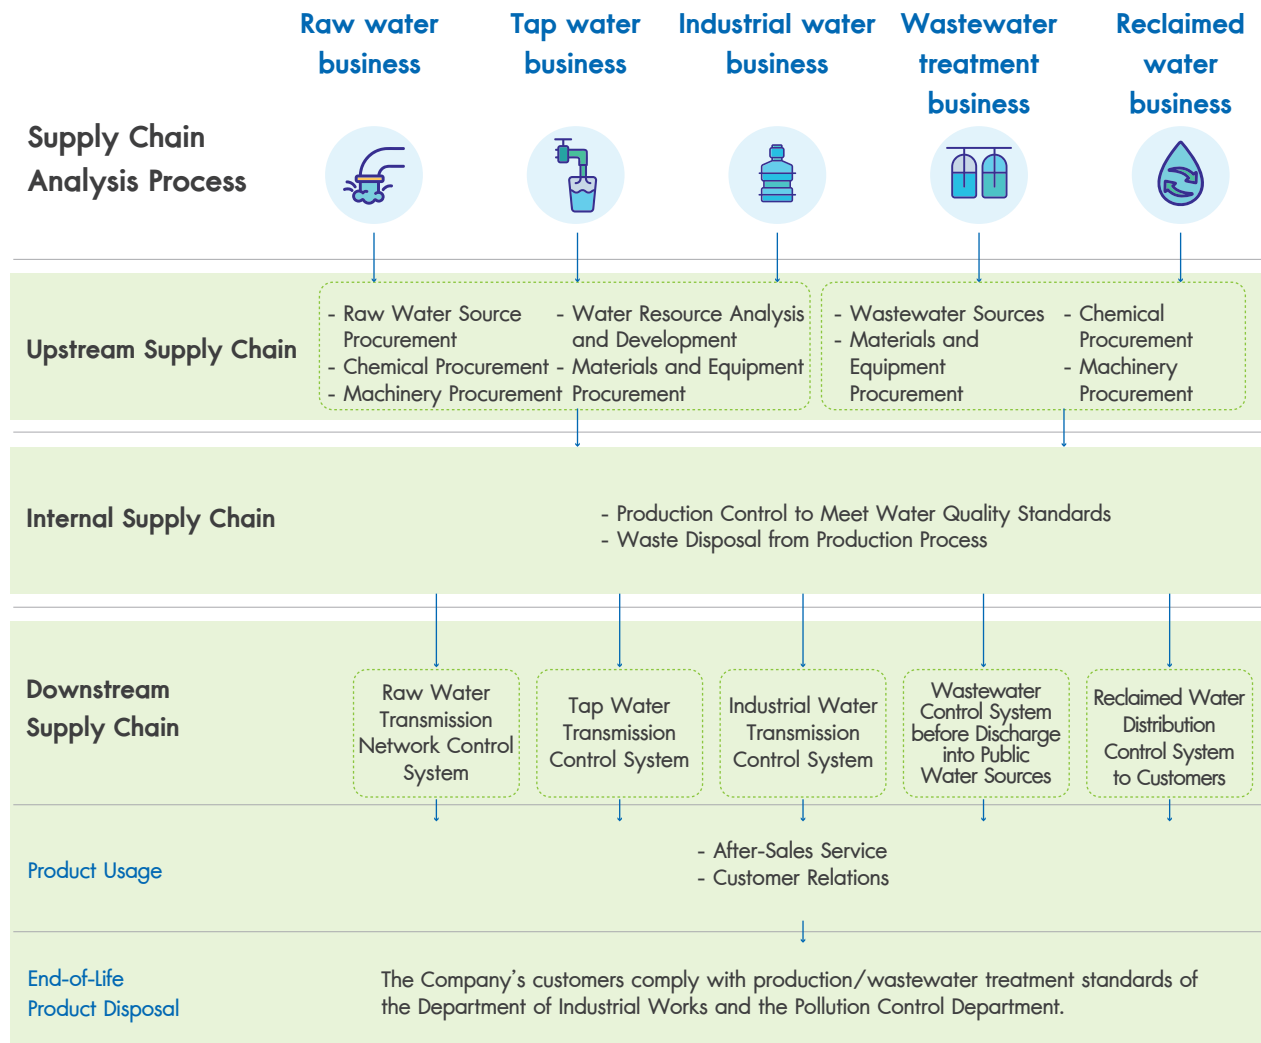 Raw water
business
Tap water
business
Industrial water
business
Wastewater
treatment
business
Reclaimed
water
business
Supply Chain
Analysis Process
Upstream Supply Chain
- Raw Water Source
Procurement
- Chemical Procurement
- Machinery Procurement
- Water Resource Analysis
and Development
- Materials and Equipment
Procurement
- Wastewater Sources
- Materials and
Equipment
Procurement
- Chemical
Procurement
- Machinery
Procurement
Internal Supply Chain
- Production Control to Meet Water Quality Standards
- Waste Disposal from Production Process
Downstream
Supply Chain
Raw Water
Transmission
Network Control
System
Tap Water
Transmission
Control System
Industrial Water
Transmission
Control System
Wastewater
Control System
before Discharge
into Public
Water Sources
Reclaimed Water
Distribution
Control System
to Customers
Product Usage
- After-Sales Service
- Customer Relations
End-of-Life
Product Disposal
The Company's customers comply with production/wastewater treatment standards of
the Department of Industrial Works and the Pollution Control Department.